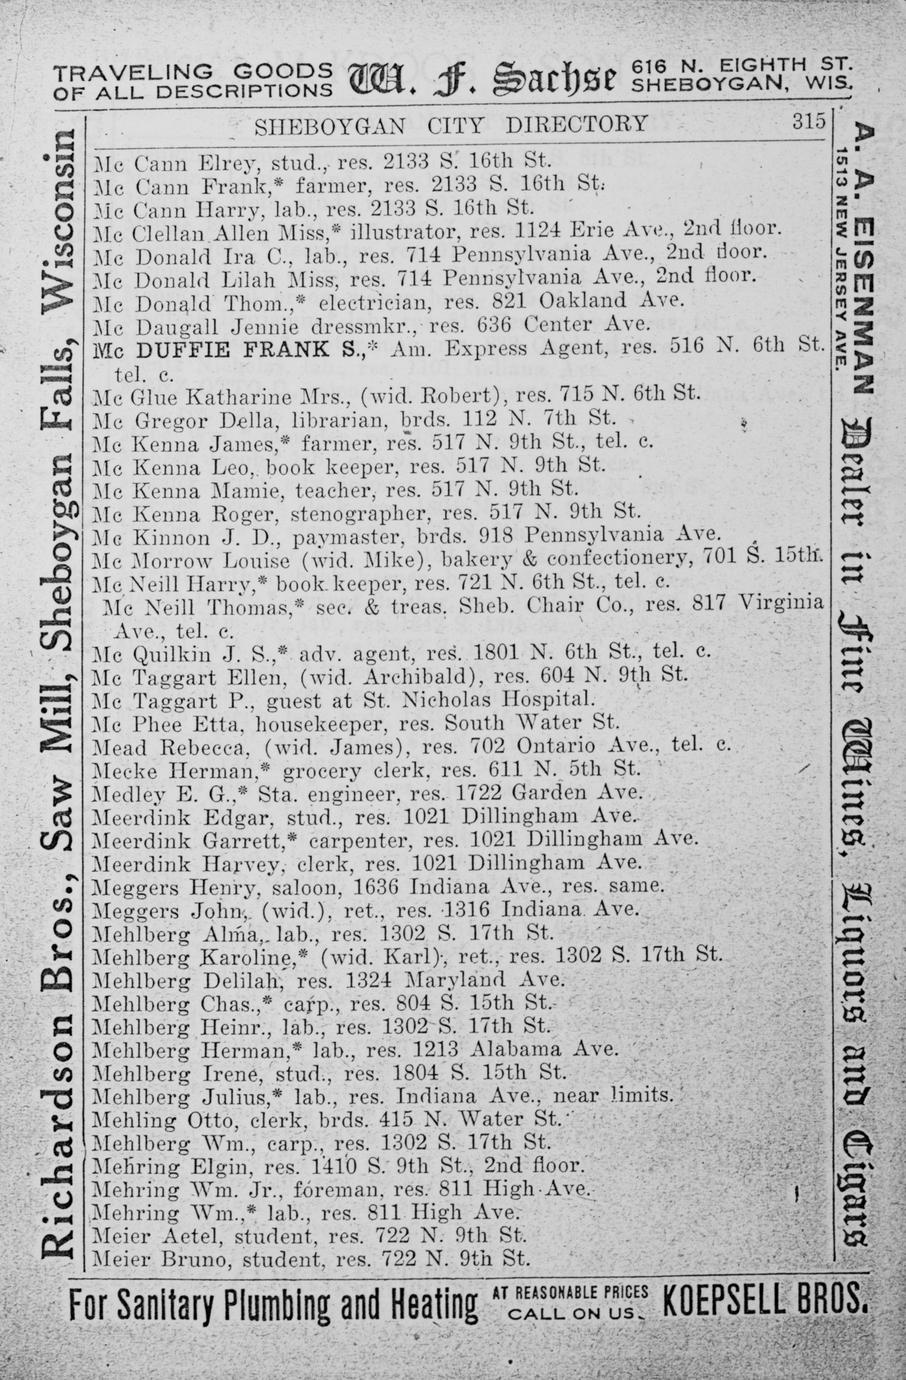 TRAVELING GOODS
OF ALL DESCRIPTIONS
W. F. Sachse
616 N. EIGHTH ST.
SHEBOYGAN, WIS.
SHEBOYGAN CITY DIRECTORY 315
Mc Cann Elrey, stud., res. 2133 S. 16th St.
Mc Cann Frank,* farmer, res. 2133 S. 16th St.
Mc Cann Harry, lab., res. 2133 S. 16th St.
Mc Clellan Allen Miss,* illustrator, res. 1124 Erie Ave., 2nd floor.
Mc Donald Ira C., lab., res. 714 Pennsylvania Ave., 2nd floor.
Mc Donald Lilah Miss, res. 714 Pennsylvania Ave., 2nd floor.
Mc Donald Thom.,* electrician, res. 821 Oakland Ave.
Mc Daugall Jennie dressmkr., res. 636 Center Ave.
Mc DUFFIE FRANK S.,* Am. Express Agent, res. 516 N. 6th St.
tel. c.
Mc Glue Katharine Mrs., (wid. Robert), res. 715 N. 6th St.
Mc Gregor Della, librarian, brds. 112 N. 7th St.
Mc Kenna James,* farmer, res. 517 N. 9th St., tel. c.
Mc Kenna Leo, book keeper, res. 517 N. 9th St.
Mc Kenna Mamie, teacher, res. 517 N. 9th St.
Mc Kenna Roger, stenographer, res. 517 N. 9th St.
Mc Kinnon J. D., paymaster, brds. 918 Pennsylvania Ave.
Mc Morrow Louise (wid. Mike), bakery & confectionery, 701 S. 15th.
Mc Neill Harry,* book keeper, res. 721 N. 6th St., tel. c.
Mc Neill Thomas,* sec. & treas. Sheb. Chair Co., res. 817 Virginia
Ave., tel. c.
Mc Quilkin J. S.,* adv. agent, res. 1801 N. 6th St., tel. c.
Mc Taggart Ellen, (wid. Archibald), res. 604 N. 9th St.
Mc Taggart P., guest at St. Nicholas Hospital.
Mc Phee Etta, housekeeper, res. South Water St.
Mead Rebecca, (wid. James), res. 702 Ontario Ave., tel. c.
Mecke Herman,* grocery clerk, res. 611 N. 5th St.
Medley E. G.,* Sta. engineer, res. 1722 Garden Ave.
Meerdink Edgar, stud., res. 1021 Dillingham Ave.
Meerdink Garrett,* carpenter, res. 1021 Dillingham Ave.
Meerdink Harvey, clerk, res. 1021 Dillingham Ave.
Meggers Henry, saloon, 1636 Indiana Ave., res. same.
Meggers John, (wid.), ret., res. 1316 Indiana Ave.
Mehlberg Alma, lab., res. 1302 S. 17th St.
Mehlberg Karoline,* (wid. Karl), ret., res. 1302 S. 17th St.
Mehlberg Delilah, res. 1324 Maryland Ave.
Mehlberg Chas.,* carp., res. 804 S. 15th St.
Mehlberg Heinr., lab., res. 1302 S. 17th St.
Mehlberg Herman,* lab., res. 1213 Alabama Ave.
Mehlberg Irene, stud., res. 1804 S. 15th St.
Mehlberg Julius,* lab., res. Indiana Ave., near limits.
Mehling Otto, clerk, brds. 415 N. Water St.
Mehlberg Wm., carp., res. 1302 S. 17th St.
Mehring Elgin, res. 1410 S. 9th St., 2nd floor.
Mehring Wm. Jr., foreman, res. 811 High Ave.
Mehring Wm.,* lab., res. 811 High Ave.
Meier Aetel, student, res. 722 N. 9th St.
Meier Bruno, student, res. 722 N. 9th St.
Richardson Bros., Saw Mill, Sheboygan Falls, Wisconsin
A. A. EISENMAN
1513 NEW JERSEY AVE.
Dealer in Fine Wines, Liquors and Cigars
For Sanitary Plumbing and Heating
AT REASONABLE PRICES
CALL ON US.
KOEPSELL BROS.